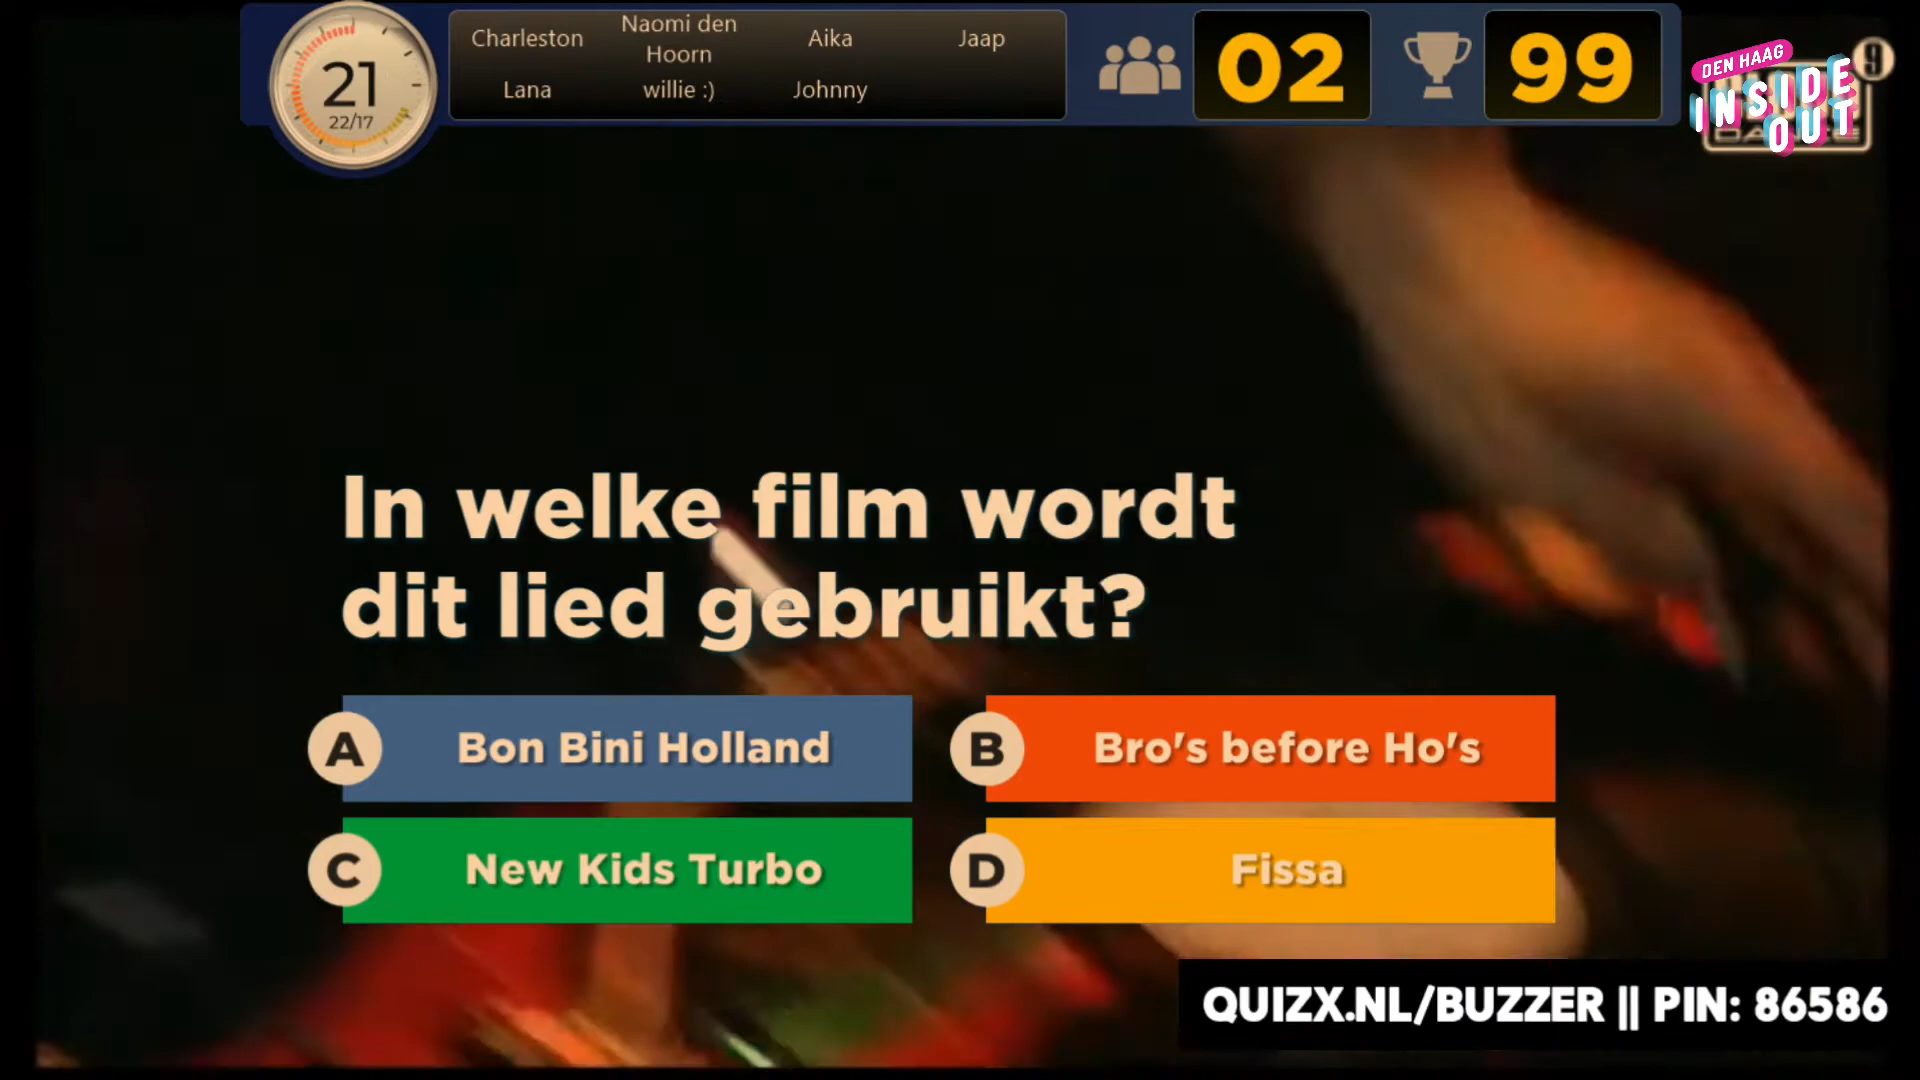 21
22/17
Charleston
Naomi den
Hoorn
Aika
Jaap
Lana
willie :)
Johnny
02
99
DEN HAAG
INSIDE
OUT
9
In welke film wordt
dit lied gebruikt?
A
Bon Bini Holland
B
Bro's before Ho's
C
New Kids Turbo
D
Fissa
QUIZX.NL/BUZZER || PIN: 86586